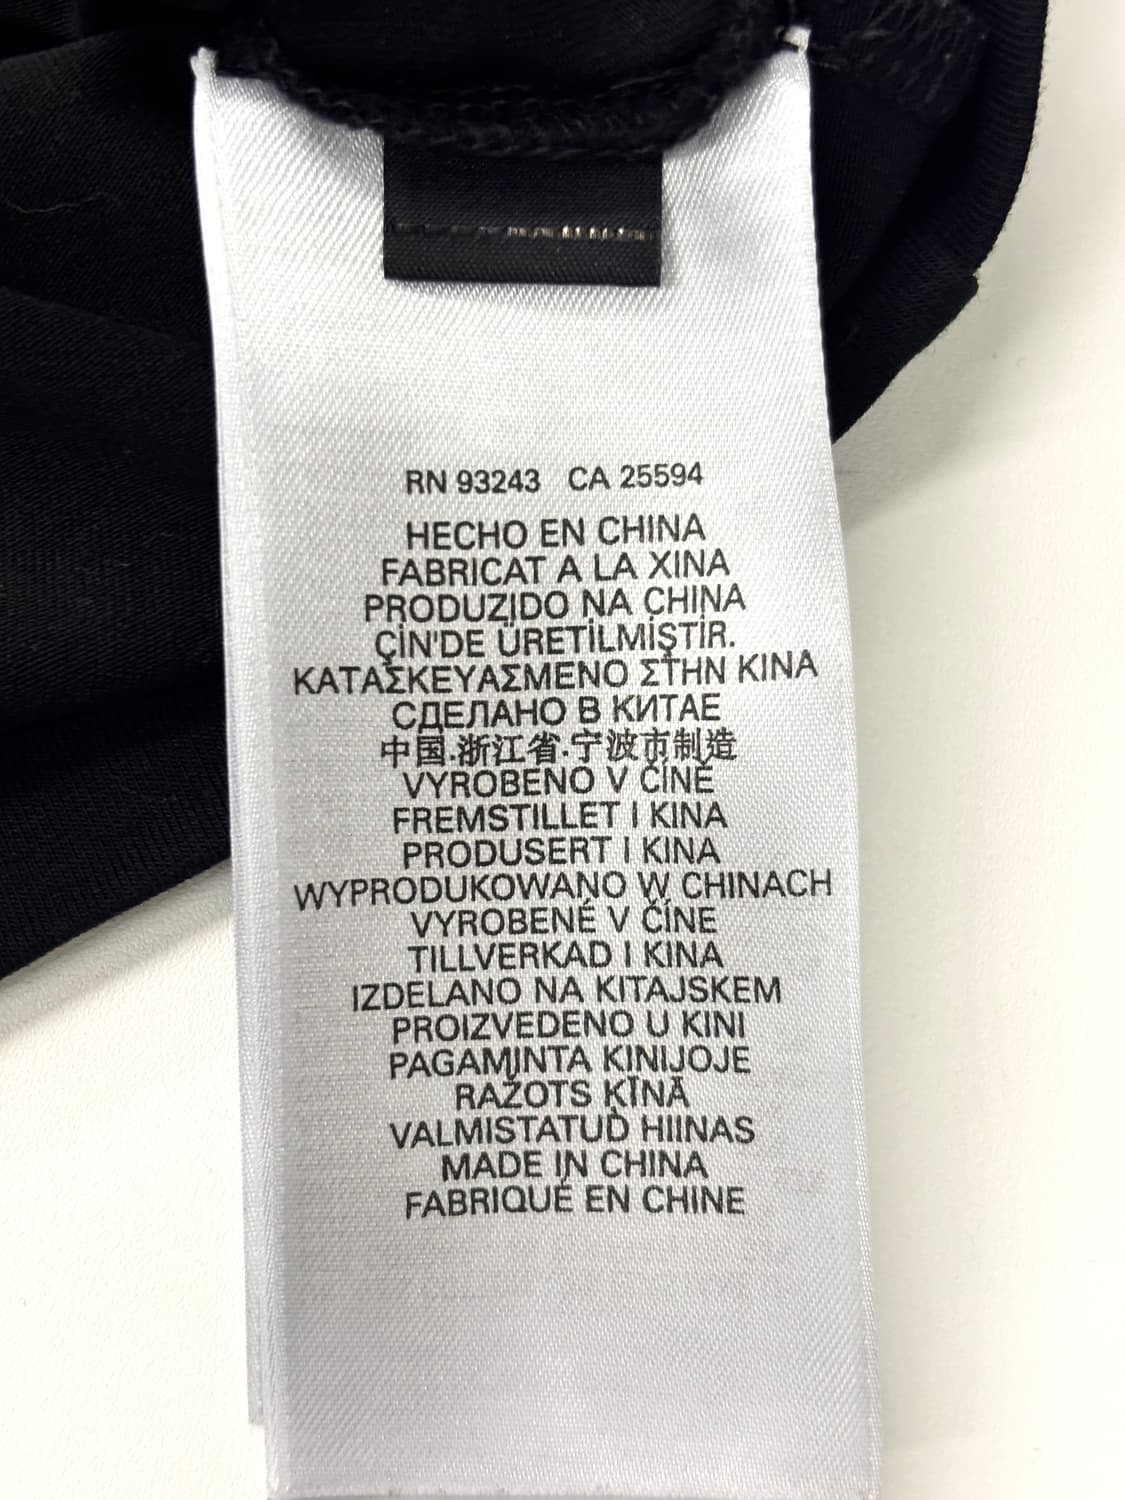 RN 93243 CA 25594
HECHO EN CHINA
FABRICAT A LA XINA
PRODUZIDO NA CHINA
ÇİN'DE ÜRETİLMİŞTİR.
ΚΑΤΑΣΚΕΥΑΣΜΕΝΟ ΣΤΗΝ ΚΙΝΑ
СДЕЛАНО В КИТАЕ
中国.浙江省.宁波市制造
VYROBENO V ČÍNĚ
FREMSTILLET I KINA
PRODUSERT I KINA
WYPRODUKOWANO W CHINACH
VYROBENÉ V ČÍNE
TILLVERKAD I KINA
IZDELANO NA KITAJSKEM
PROIZVEDENO U KINI
PAGAMINTA KINIJOJE
RAŽOTS ĶĪNĀ
VALMISTATUD HIINAS
MADE IN CHINA
FABRIQUÉ EN CHINE